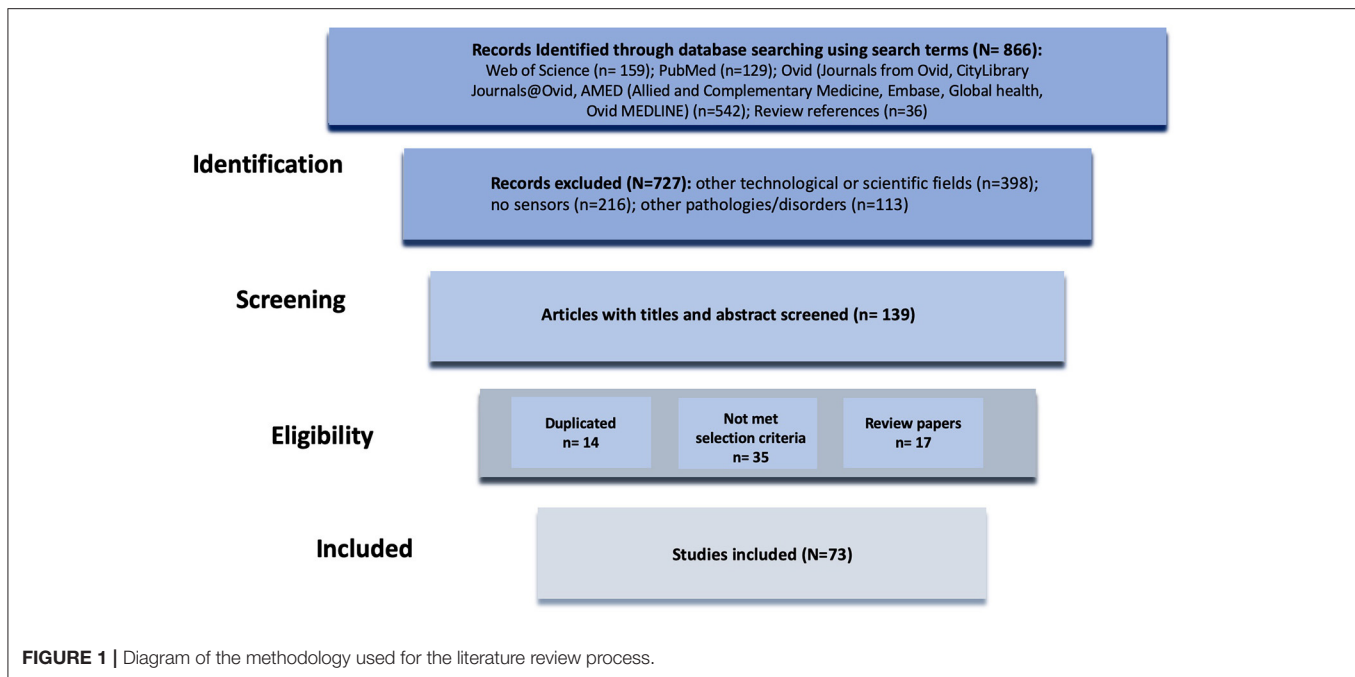 Records Identified through database searching using search terms (N= 866):
Web of Science (n= 159); PubMed (n=129); Ovid (Journals from Ovid, CityLibrary
Journals@Ovid, AMED (Allied and Complementary Medicine, Embase, Global health,
Ovid MEDLINE) (n=542); Review references (n=36)
Identification
Records excluded (N=727): other technological or scientific fields (n=398);
no sensors (n=216); other pathologies/disorders (n=113)
Screening
Articles with titles and abstract screened (n= 139)
Eligibility
Duplicated
n= 14
Not met
selection criteria
n= 35
Review papers
n= 17
Included
Studies included (N=73)
FIGURE 1 | Diagram of the methodology used for the literature review process.